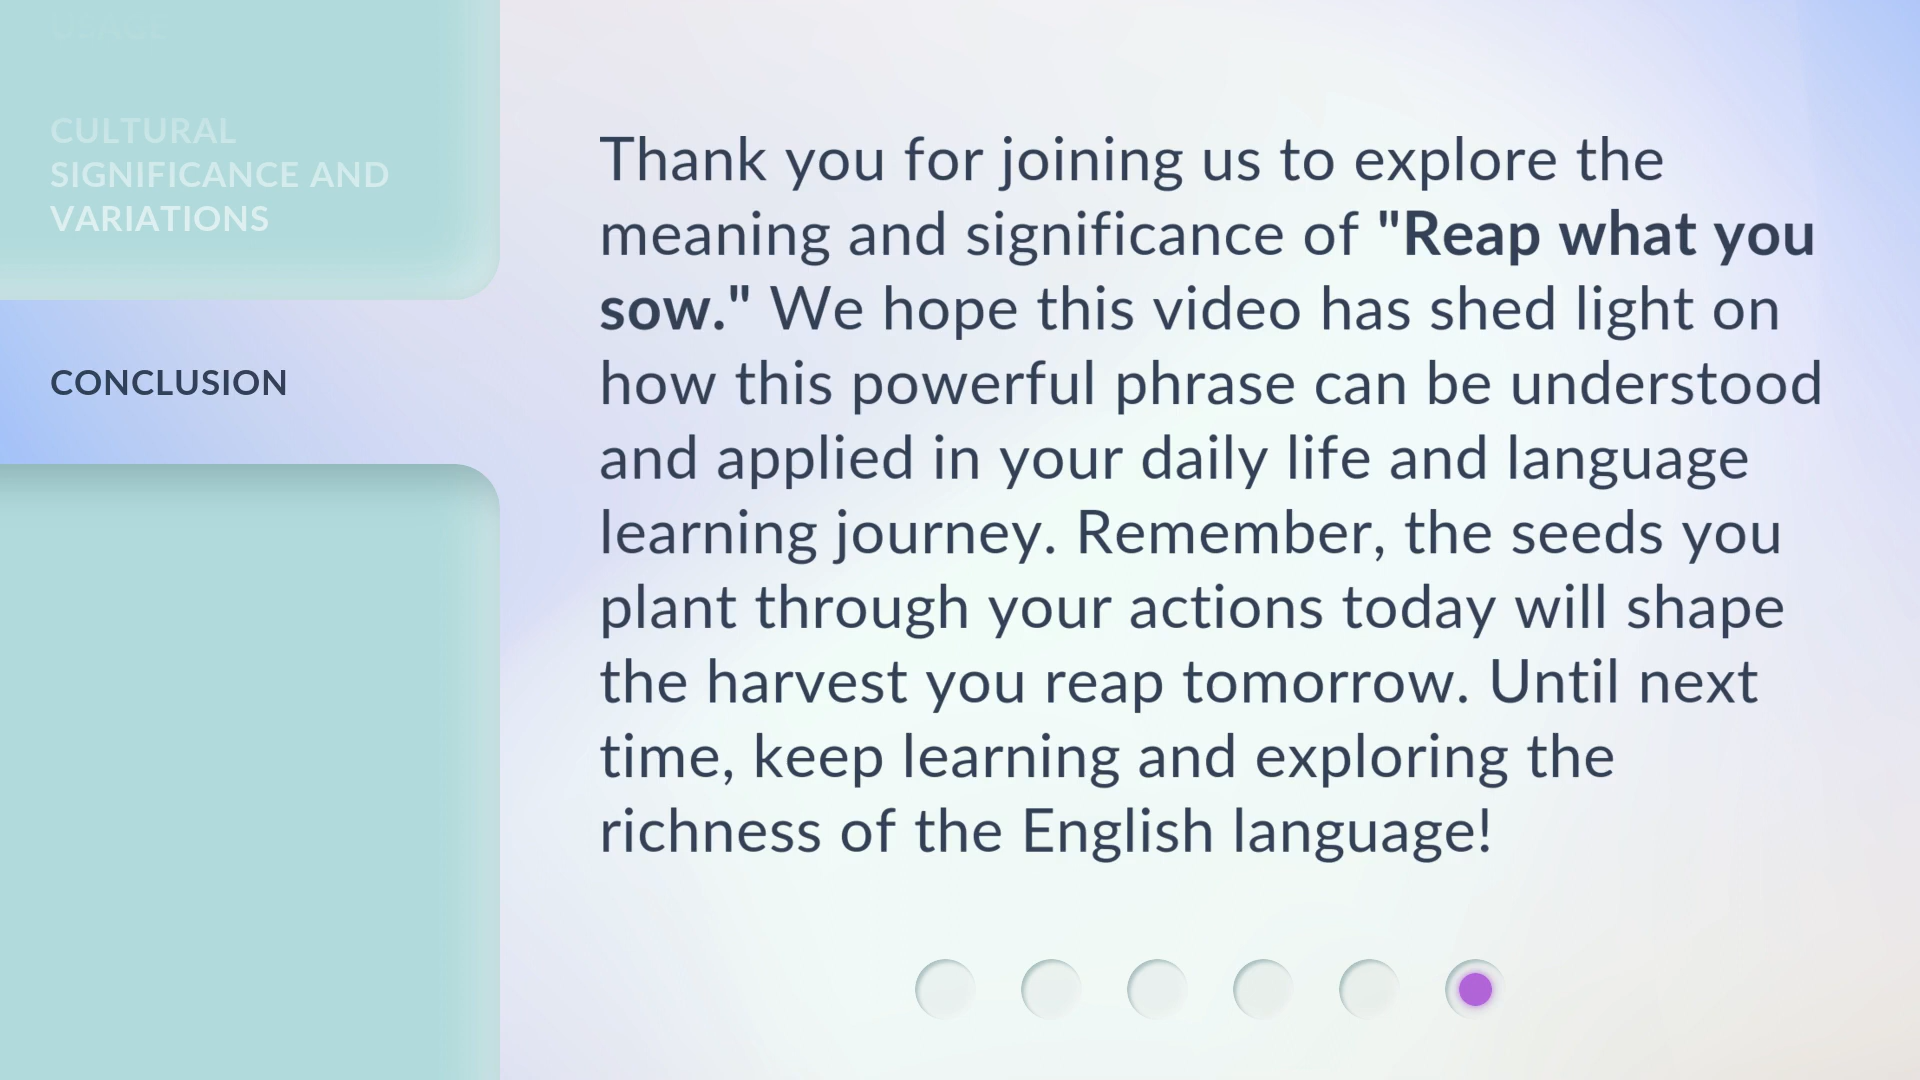 USAGE
CULTURAL
SIGNIFICANCE AND
VARIATIONS
CONCLUSION
Thank you for joining us to explore the
meaning and significance of "Reap what you
sow." We hope this video has shed light on
how this powerful phrase can be understood
and applied in your daily life and language
learning journey. Remember, the seeds you
plant through your actions today will shape
the harvest you reap tomorrow. Until next
time, keep learning and exploring the
richness of the English language!